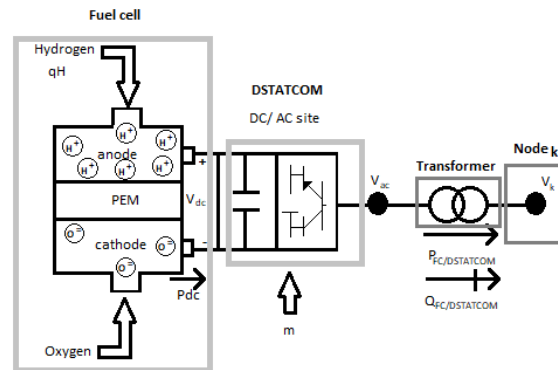 Fuel cell
Hydrogen
qH
H+
H+
anode
H+
H+
H+
H+
+
PEM
Vdc
O=
cathode
O=
O=
-
Pdc
Oxygen
DSTATCOM
DC/ AC site
m
Vac
Transformer
Node k
Vk
PFC/DSTATCOM
QFC/DSTATCOM